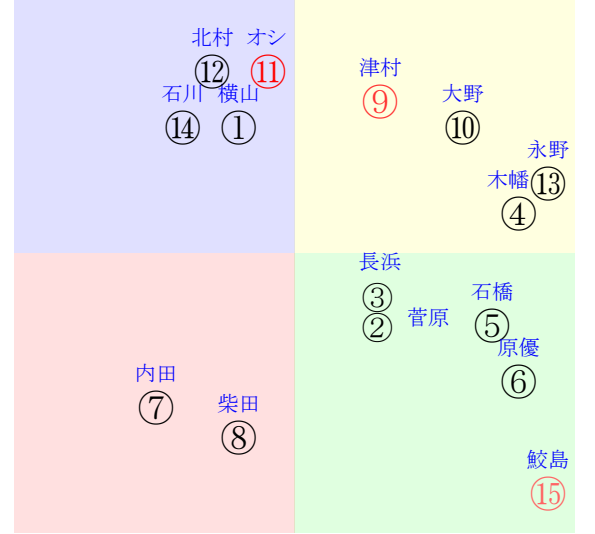 北村 オシ
⑫ ⑪
石川 横山
⑭ ①
津村
⑨
大野
⑩
永野
⑬
木幡
④
長浜
③
② 菅原
石橋
⑤
原優
⑥
内田
⑦
柴田
⑧
鮫島
⑮